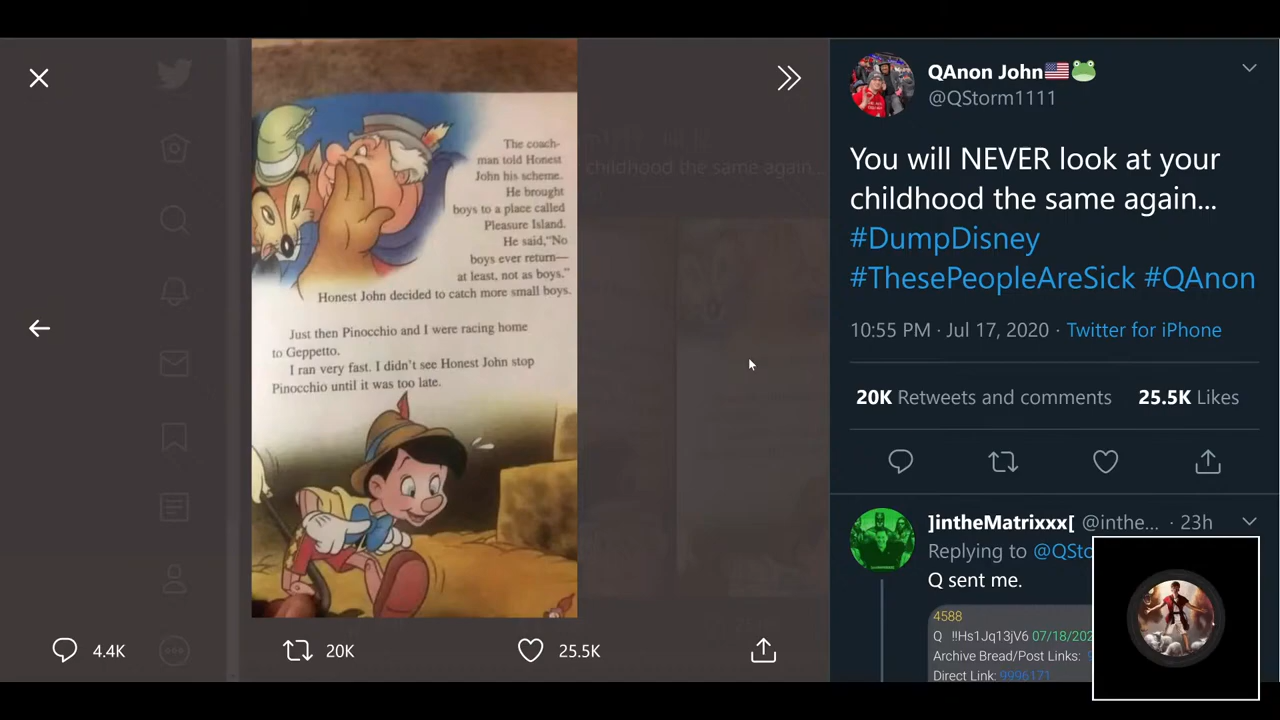 The coach-
man told Honest
John his scheme.
He brought
boys to a place called
Pleasure Island.
He said, "No
boys ever return—
at least, not as boys."
Honest John decided to catch more small boys.
Just then Pinocchio and I were racing home
to Geppetto.
I ran very fast. I didn't see Honest John stop
Pinocchio until it was too late.
4.4K
20K
25.5K
childhood the same again...
QAnon John
@QStorm1111
You will NEVER look at your
childhood the same again...
#DumpDisney
#ThesePeopleAreSick #QAnon
10:55 PM · Jul 17, 2020 · Twitter for iPhone
20K Retweets and comments 25.5K Likes
]intheMatrixxx[ @inthe... · 23h
Replying to @QSto
Q sent me.
4588
Q !!Hs1Jq13jV6 07/18/202
Archive Bread/Post Links:
Direct Link: 9996171